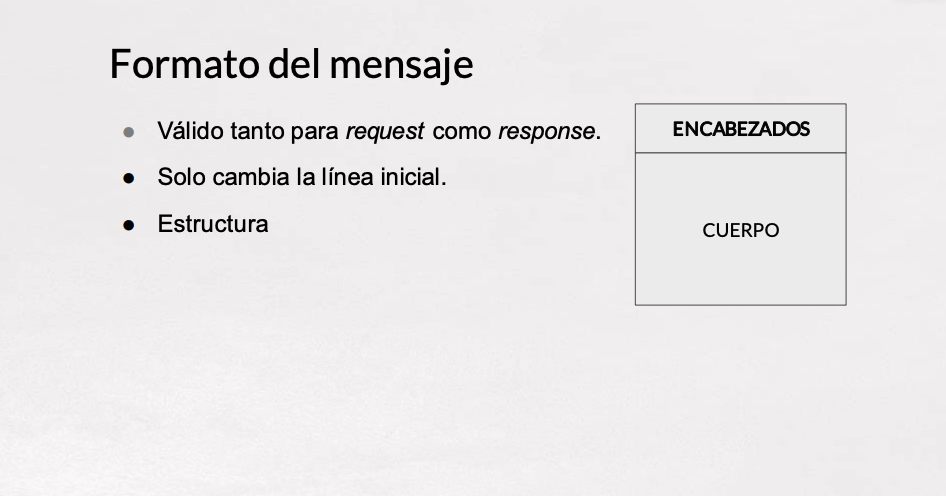 Formato del mensaje
● Válido tanto para request como response.
● Solo cambia la línea inicial.
● Estructura
ENCABEZADOS
CUERPO